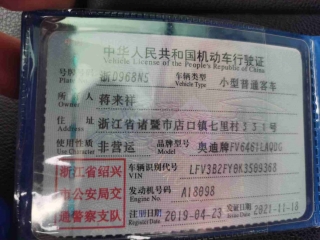 中华人民共和国机动车行驶证
Vehicle License of the People's Republic of China
号牌号码 浙D968N5 车辆类型 小型普通客车
Plate No. Vehicle Type
所有人 蒋来祥
Owner
住址 浙江省诸暨市店口镇七里村331号
Address
使用性质 非营运 品牌型号 奥迪牌FV6461LAQDG
Use Character Model
浙江省绍兴 车辆识别代号 LFV3B2FY0K3509368
市公安局交 VIN
通警察支队 发动机号码 A18098
Engine No.
注册日期 2019-04-23 发证日期 2021-11-18
Register Date Issue Date